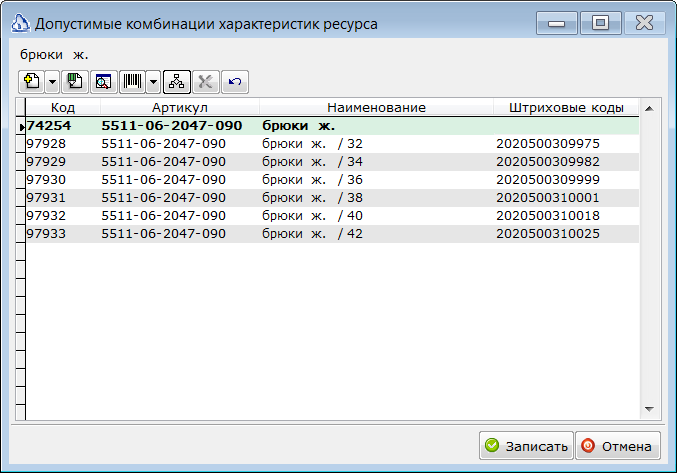 Допустимые комбинации характеристик ресурса
брюки ж.
Код Артикул Наименование Штриховые коды
74254 5511-06-2047-090 брюки ж.
97928 5511-06-2047-090 брюки ж. / 32 2020500309975
97929 5511-06-2047-090 брюки ж. / 34 2020500309982
97930 5511-06-2047-090 брюки ж. / 36 2020500309999
97931 5511-06-2047-090 брюки ж. / 38 2020500310001
97932 5511-06-2047-090 брюки ж. / 40 2020500310018
97933 5511-06-2047-090 брюки ж. / 42 2020500310025
Записать Отмена